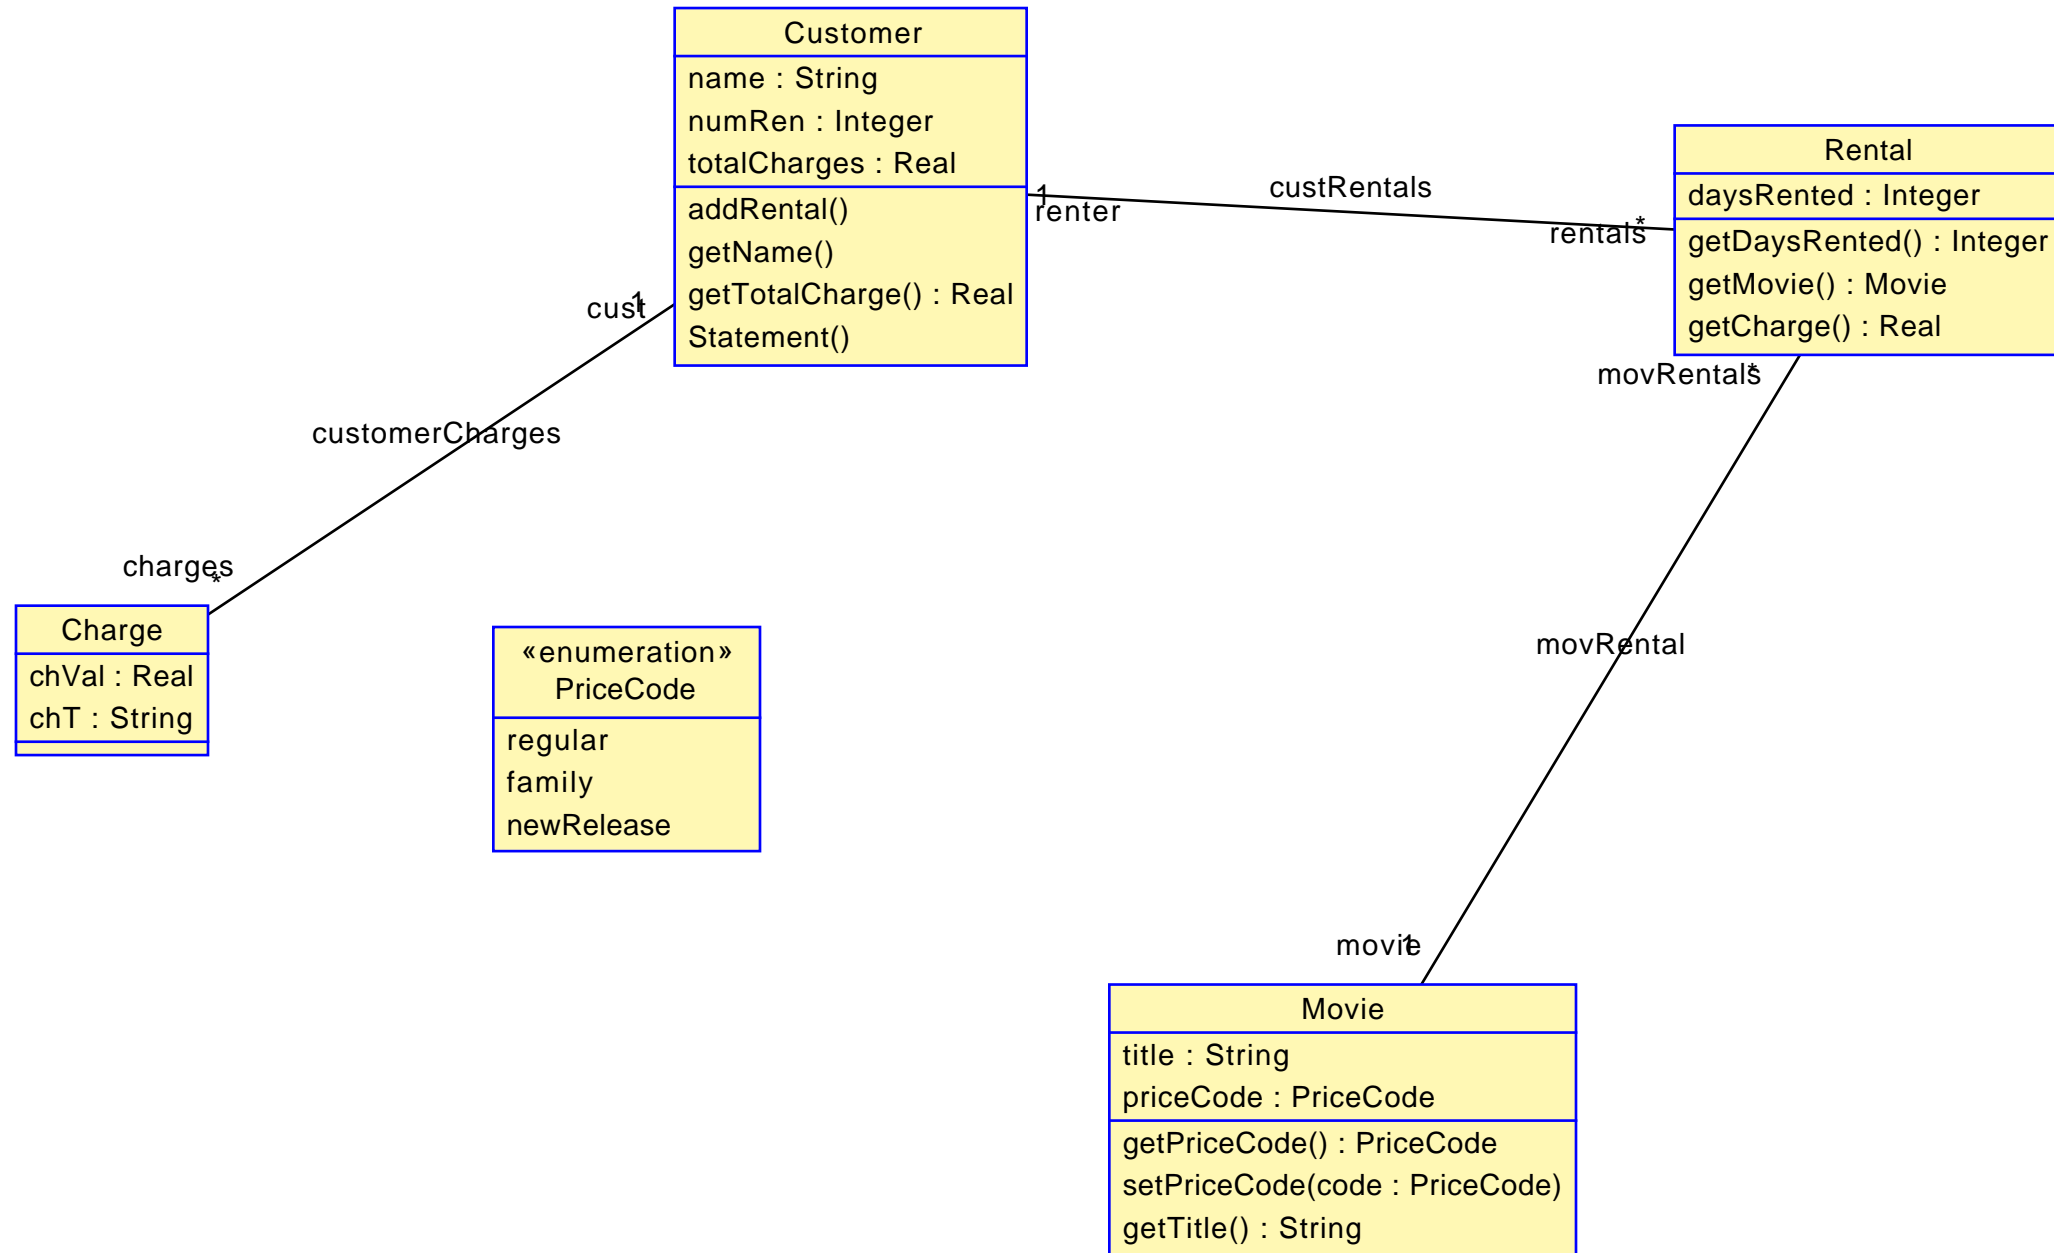 Customer
name : String
numRen : Integer
totalCharges : Real
addRental()
getName()
getTotalCharge() : Real
Statement()
Rental
daysRented : Integer
getDaysRented() : Integer
getMovie() : Movie
getCharge() : Real
1
renter
custRentals
*
rentals
cust
1
customerCharges
charges
*
movRentals
*
movRental
movie
1
Charge
chVal : Real
chT : String
«enumeration»
PriceCode
regular
family
newRelease
Movie
title : String
priceCode : PriceCode
getPriceCode() : PriceCode
setPriceCode(code : PriceCode)
getTitle() : String